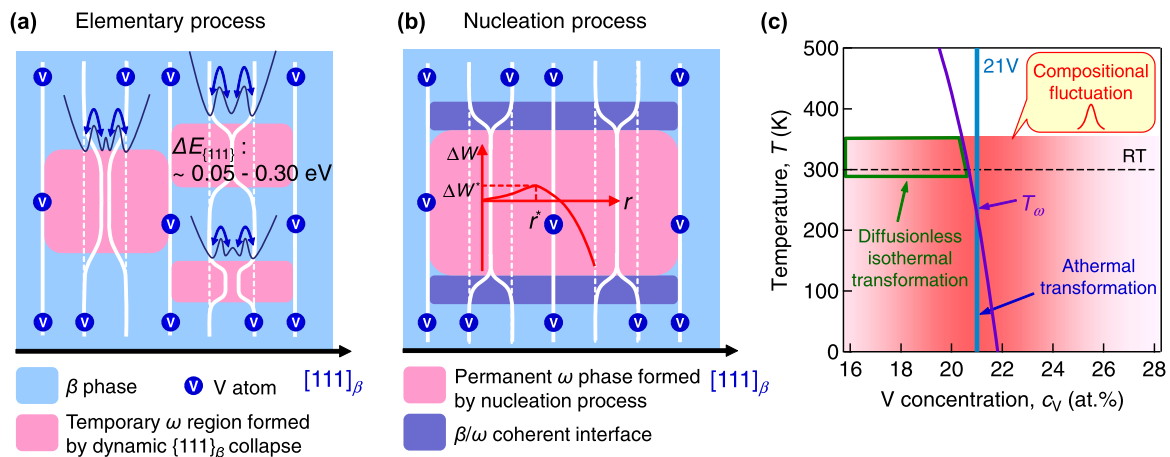 (a) Elementary process
V V V V
ΔE{111} :
~ 0.05 - 0.30 eV
V V
V V V V
β phase
V V atom
[111]β
Temporary ω region formed
by dynamic {111}β collapse
(b) Nucleation process
V V V V
ΔW
ΔW*
r* r
V V V
V V V V V
Permanent ω phase formed
by nucleation process
[111]β
β/ω coherent interface
(c)
500
400
300
200
100
0
Temperature, T (K)
21V
Compositional
fluctuation
RT
Tω
Diffusionless
isothermal
transformation
Athermal
transformation
16 18 20 22 24 26 28
V concentration, cV (at.%)